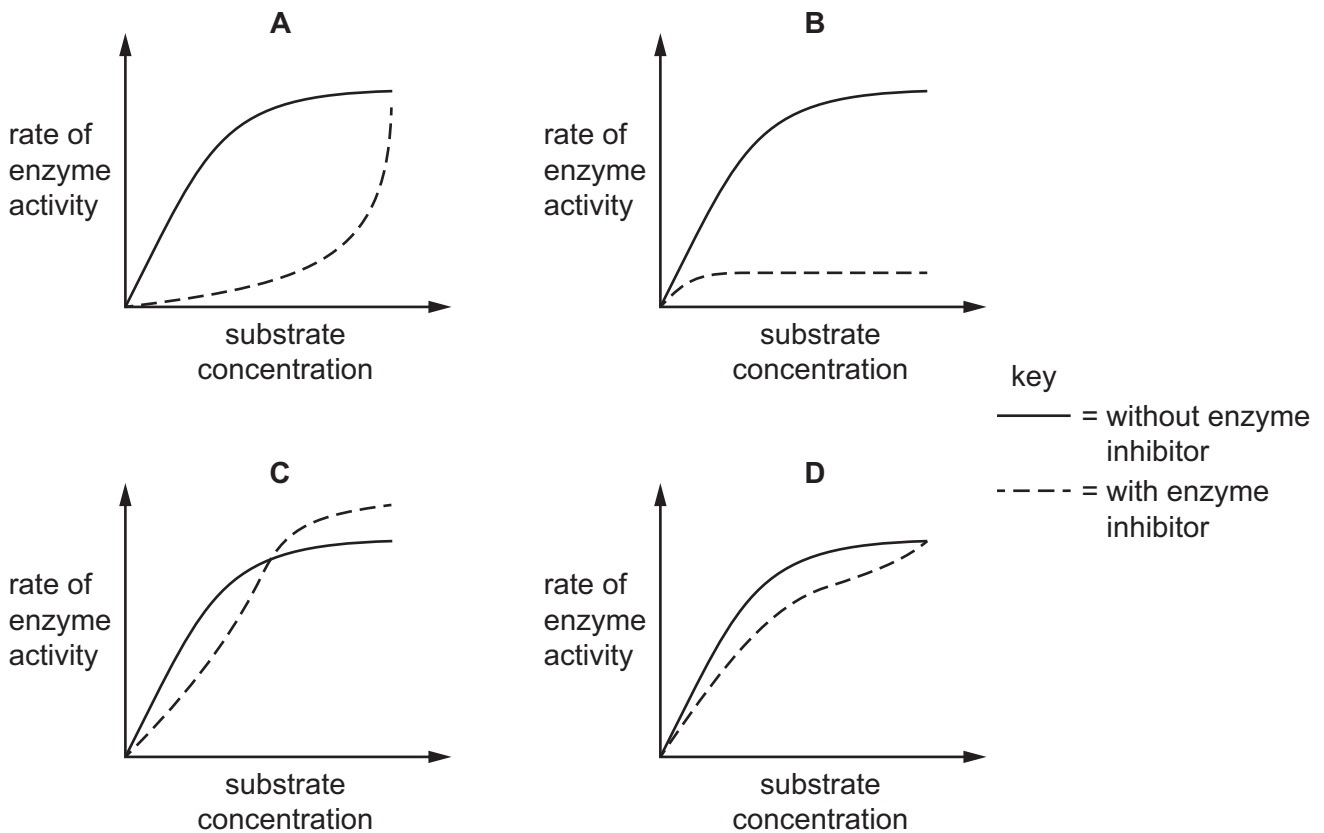 A
rate of
enzyme
activity
substrate
concentration
B
rate of
enzyme
activity
substrate
concentration
key
= without enzyme
inhibitor
= with enzyme
inhibitor
C
rate of
enzyme
activity
substrate
concentration
D
rate of
enzyme
activity
substrate
concentration